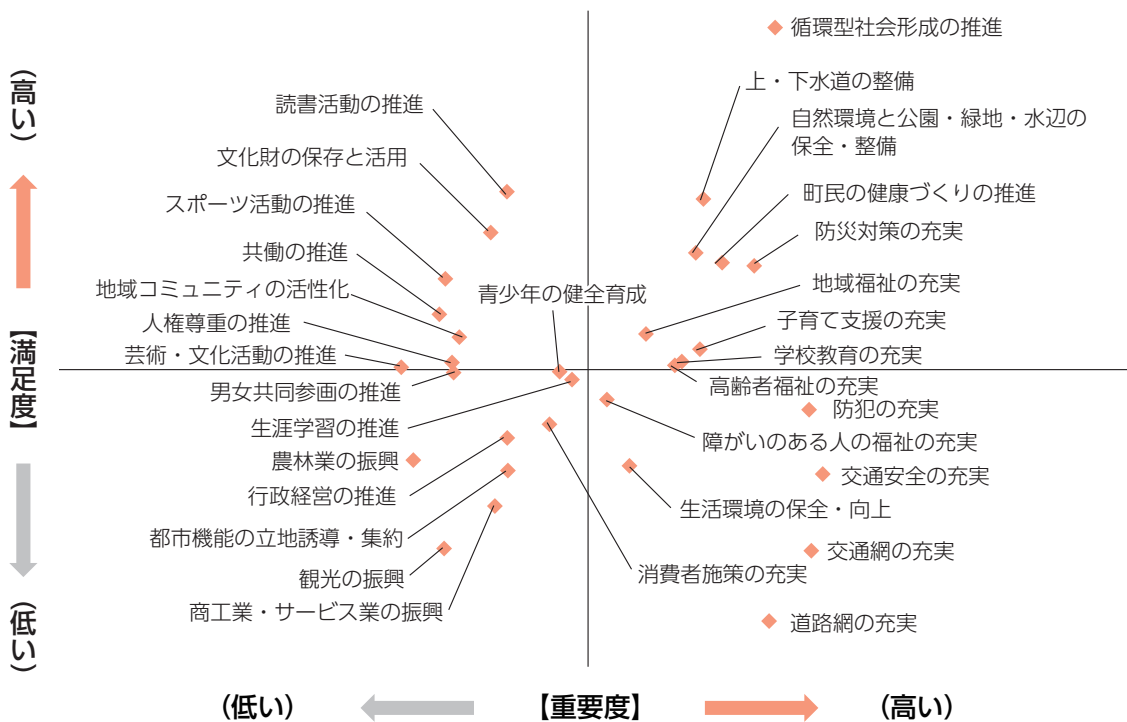 循環型社会形成の推進
上・下水道の整備
読書活動の推進
自然環境と公園・緑地・水辺の
保全・整備
文化財の保存と活用
町民の健康づくりの推進
スポーツ活動の推進
防災対策の充実
共働の推進
地域福祉の充実
地域コミュニティの活性化
青少年の健全育成
人権尊重の推進
子育て支援の充実
芸術・文化活動の推進
学校教育の充実
男女共同参画の推進
高齢者福祉の充実
防犯の充実
生涯学習の推進
障がいのある人の福祉の充実
農林業の振興
交通安全の充実
行政経営の推進
生活環境の保全・向上
都市機能の立地誘導・集約
交通網の充実
観光の振興
消費者施策の充実
商工業・サービス業の振興
道路網の充実
(高い)
【満足度】
(低い)
(低い)
【重要度】
(高い)